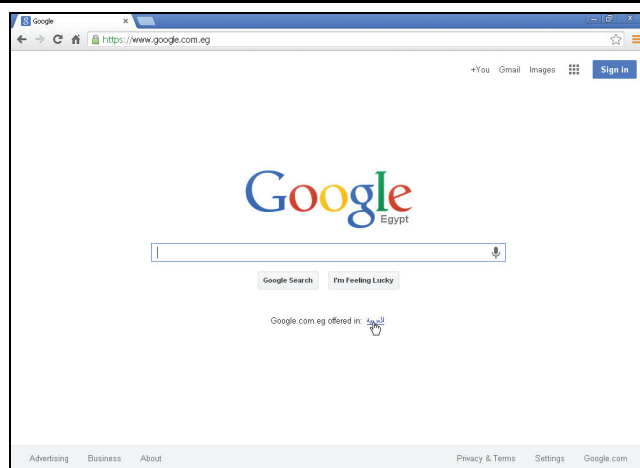 Google
https://www.google.com.eg
+You Gmail Images
Sign in
Google
Egypt
Google Search I'm Feeling Lucky
Google.com.eg offered in:
Advertising Business About Privacy & Terms Settings Google.com